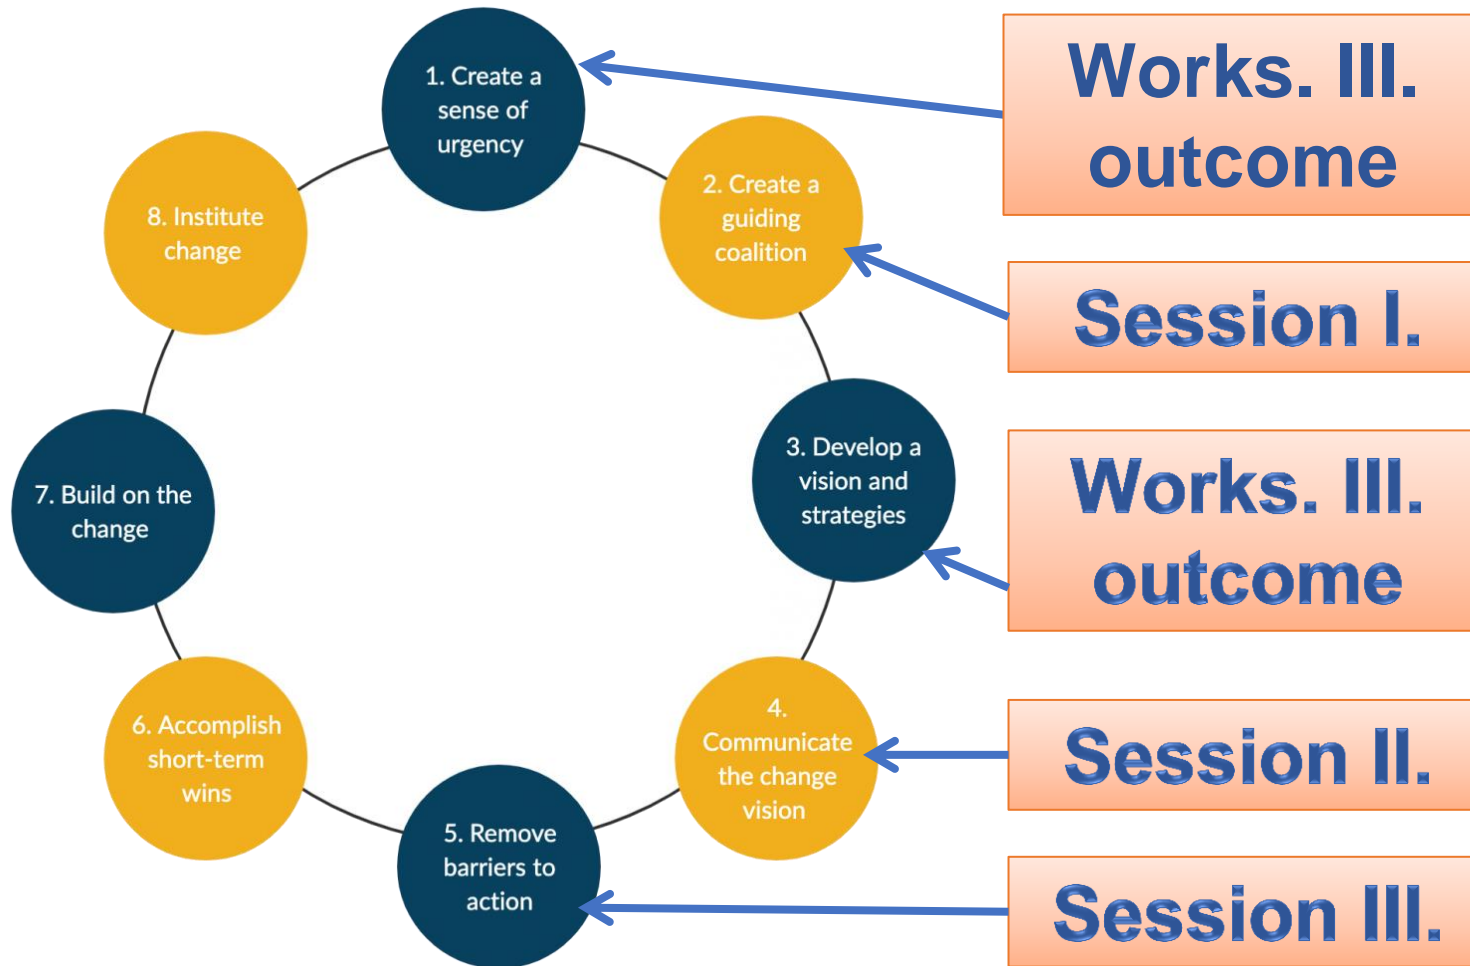 1. Create a
sense of
urgency
2. Create a
guiding
coalition
3. Develop a
vision and
strategies
4.
Communicate
the change
vision
5. Remove
barriers to
action
6. Accomplish
short-term
wins
7. Build on the
change
8. Institute
change
Works. III.
outcome
Session I.
Works. III.
outcome
Session II.
Session III.